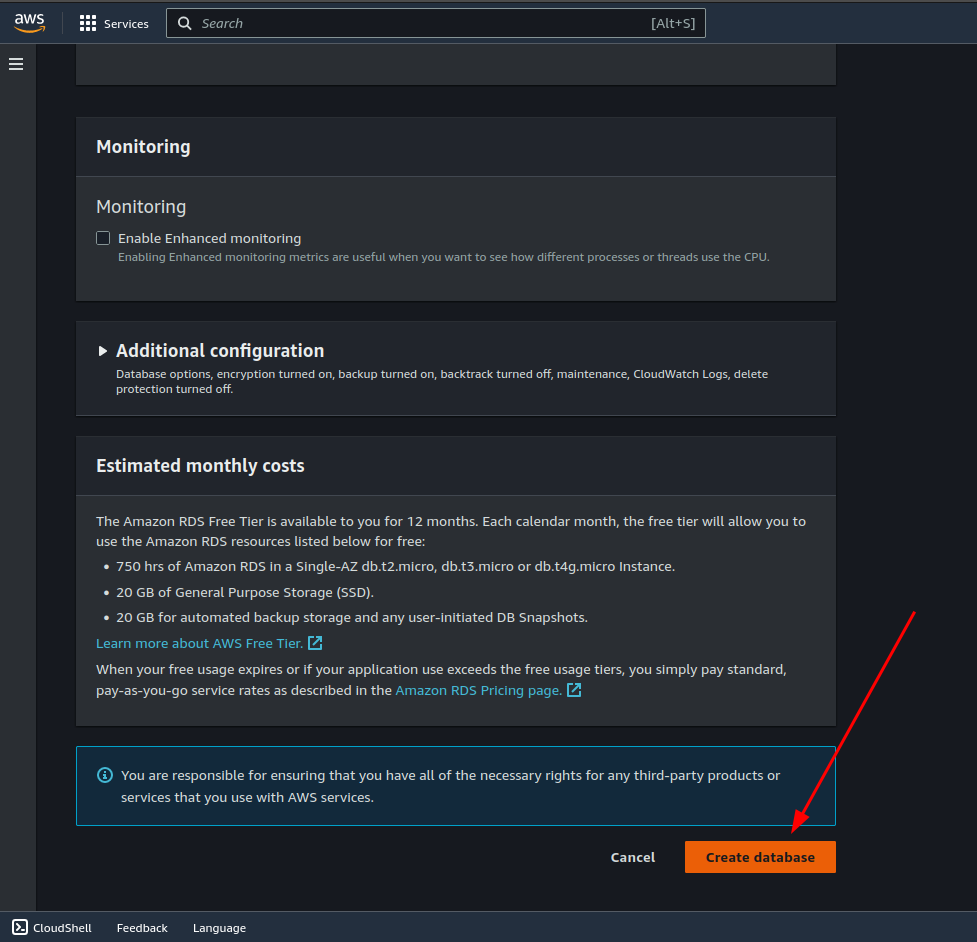 aws
Services
Search
[Alt+S]
Monitoring
Monitoring
Enable Enhanced monitoring
Enabling Enhanced monitoring metrics are useful when you want to see how different processes or threads use the CPU.
Additional configuration
Database options, encryption turned on, backup turned on, backtrack turned off, maintenance, CloudWatch Logs, delete
protection turned off.
Estimated monthly costs
The Amazon RDS Free Tier is available to you for 12 months. Each calendar month, the free tier will allow you to
use the Amazon RDS resources listed below for free:
• 750 hrs of Amazon RDS in a Single-AZ db.t2.micro, db.t3.micro or db.t4g.micro Instance.
• 20 GB of General Purpose Storage (SSD).
• 20 GB for automated backup storage and any user-initiated DB Snapshots.
Learn more about AWS Free Tier.
When your free usage expires or if your application use exceeds the free usage tiers, you simply pay standard,
pay-as-you-go service rates as described in the Amazon RDS Pricing page.
You are responsible for ensuring that you have all of the necessary rights for any third-party products or
services that you use with AWS services.
Cancel
Create database
CloudShell
Feedback
Language